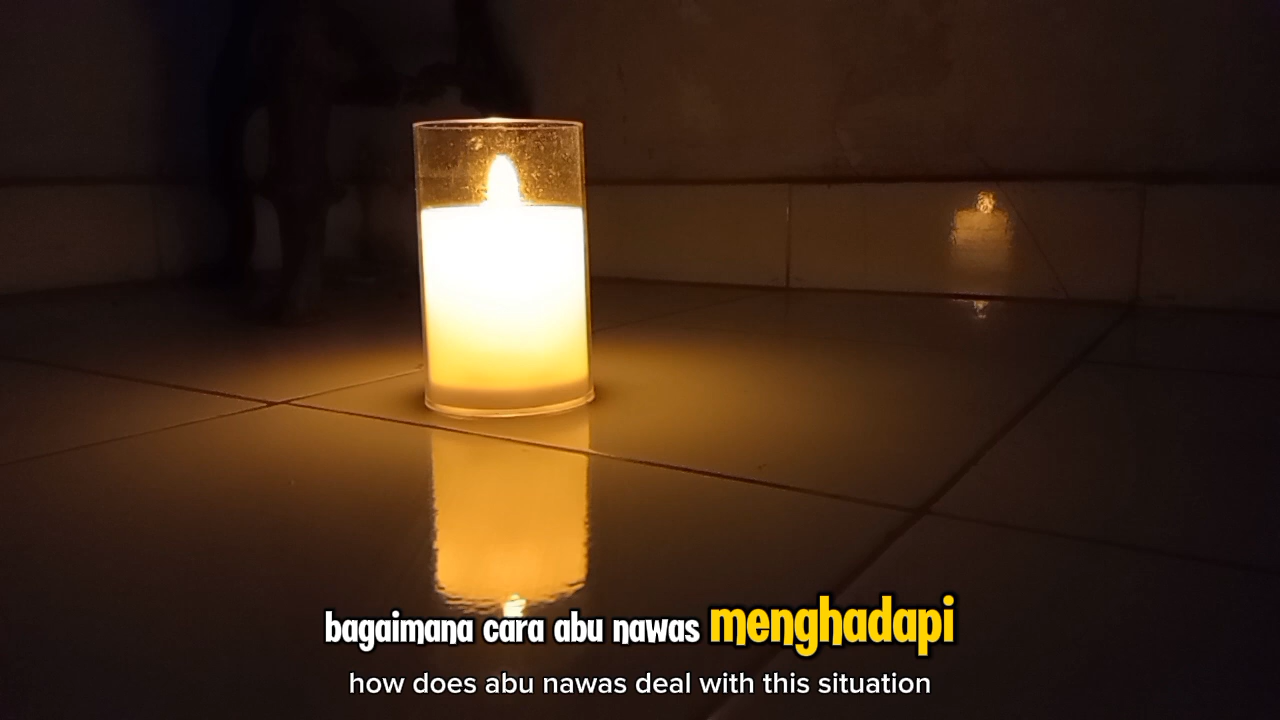 bagaimana cara abu nawas menghadapi
how does abu nawas deal with this situation